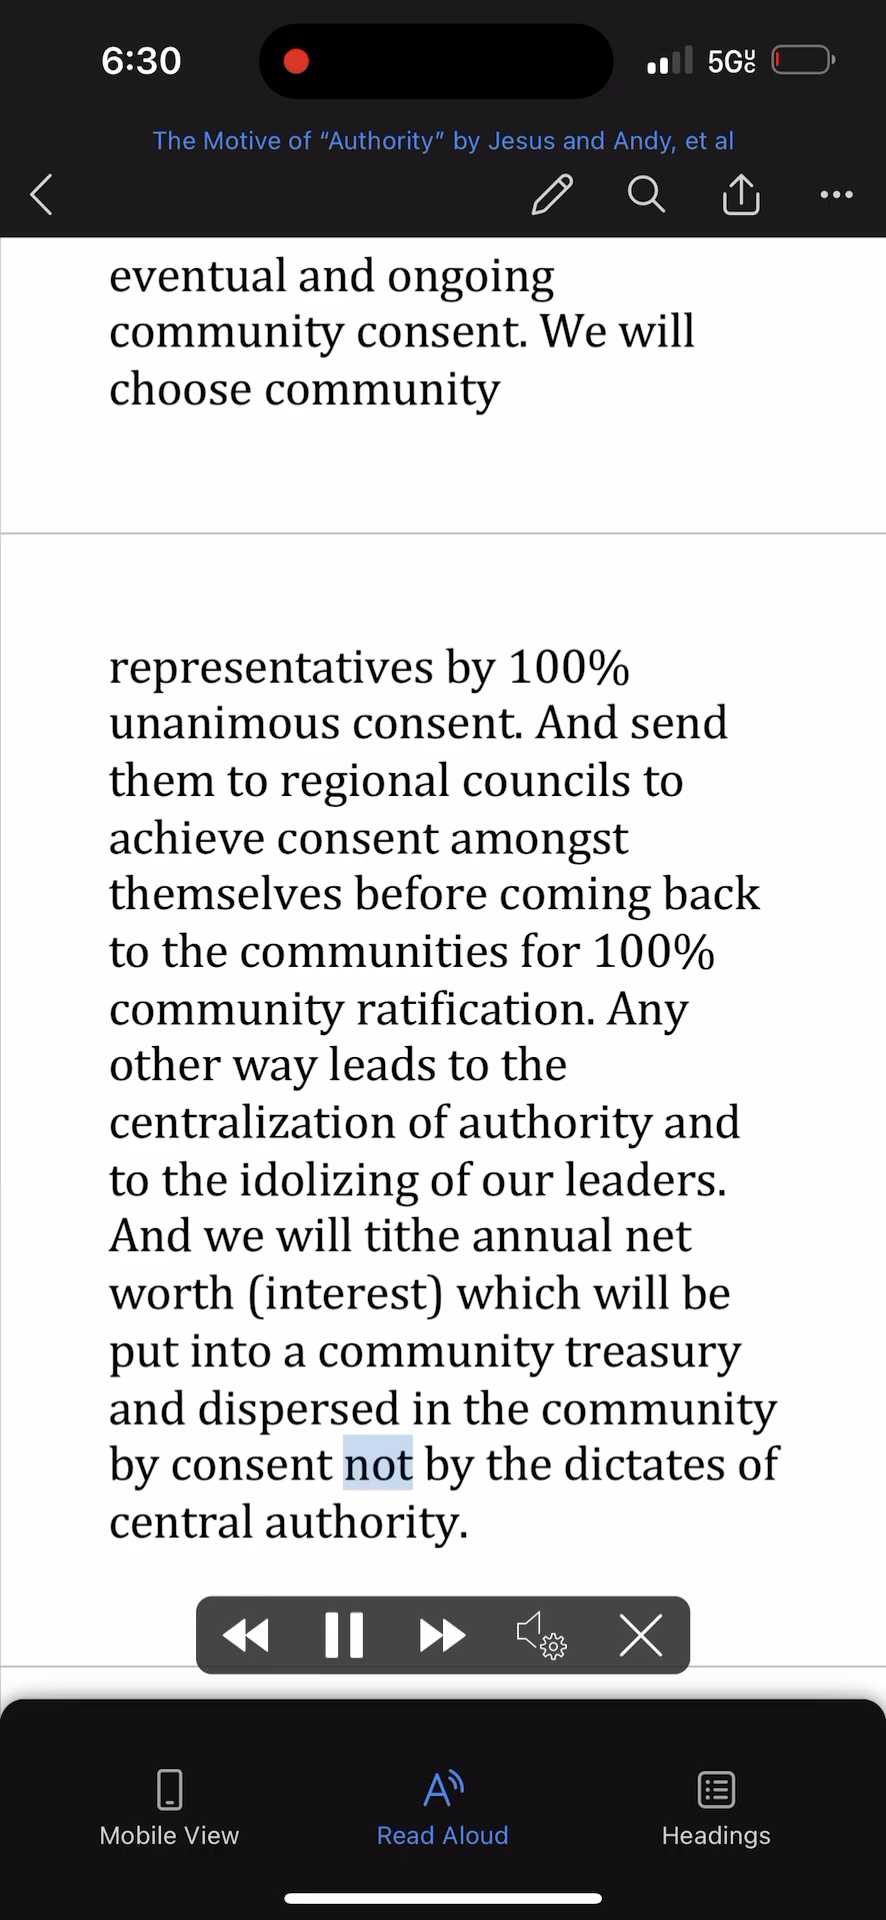 6:30
5GUC
The Motive of “Authority” by Jesus and Andy, et al
eventual and ongoing
community consent. We will
choose community
representatives by 100%
unanimous consent. And send
them to regional councils to
achieve consent amongst
themselves before coming back
to the communities for 100%
community ratification. Any
other way leads to the
centralization of authority and
to the idolizing of our leaders.
And we will tithe annual net
worth (interest) which will be
put into a community treasury
and dispersed in the community
by consent not by the dictates of
central authority.
Mobile View
Read Aloud
Headings